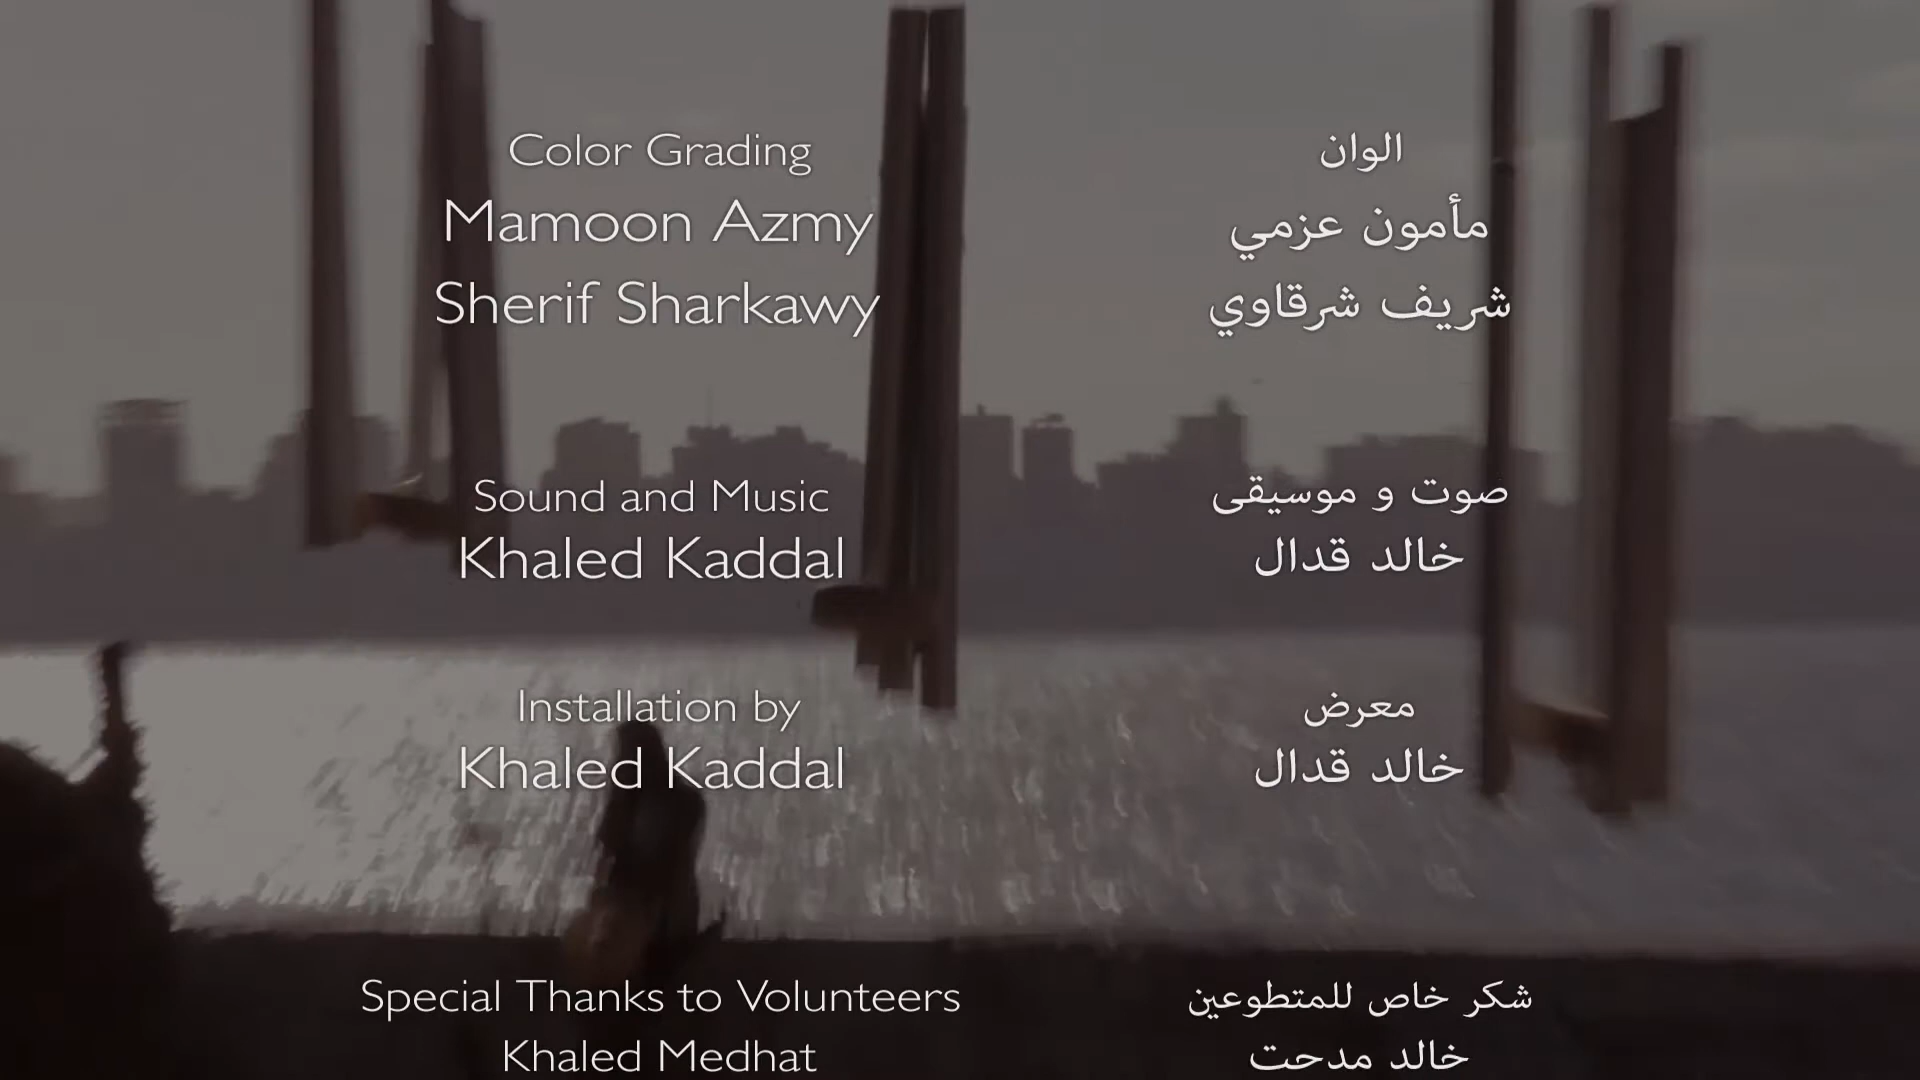 Color Grading
Mamoon Azmy
Sherif Sharkawy
Sound and Music
Khaled Kaddal
Installation by
Khaled Kaddal
Special Thanks to Volunteers
Khaled Medhat
الوان
مأمون عزمي
شريف شرقاوي
صوت و موسيقى
خالد قدال
معرض
خالد قدال
شكر خاص للمتطوعين
خالد مدحت